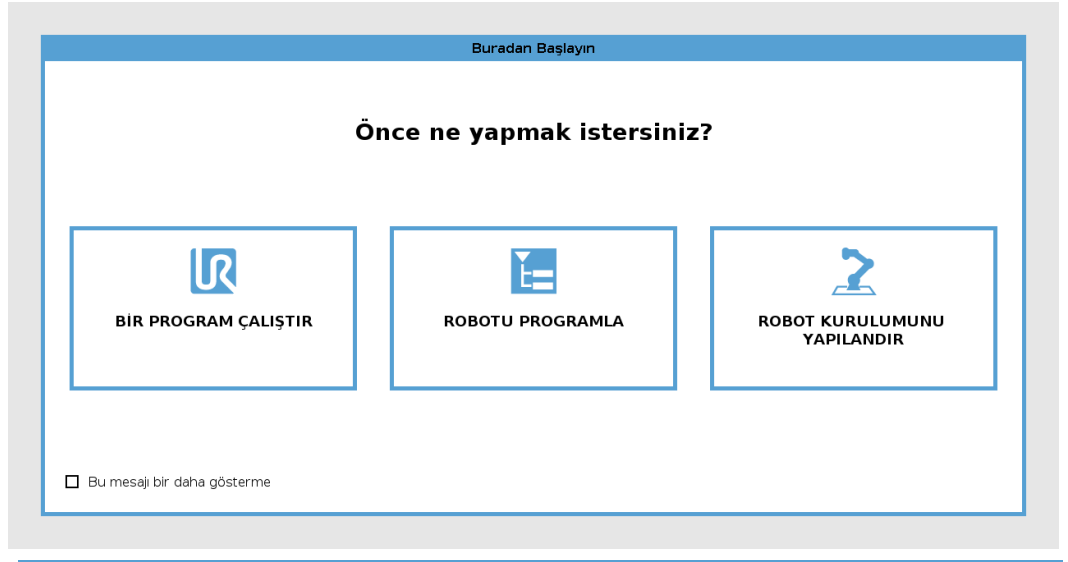 Buradan Başlayın
Önce ne yapmak istersiniz?
BİR PROGRAM ÇALIŞTIR
ROBOTU PROGRAMLA
ROBOT KURULUMUNU
YAPILANDIR
Bu mesajı bir daha gösterme